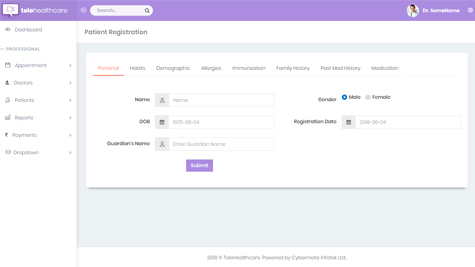 telehealthcare
Search...
Dr. SomeName
Dashboard
Patient Registration
PROFESSIONAL
Appointment
Doctors
Patients
Reports
Payments
Dropdown
Personal Habits Demographic Allergies Immunization Family History Past Med History Medication
Name Name Gender Male Female
DOB 1975-06-04 Registration Date 2018-06-04
Guardian's Name Enter Guardian Name
Submit
2018 © TeleHealthcare. Powered by Cybermate Infotek Ltd.